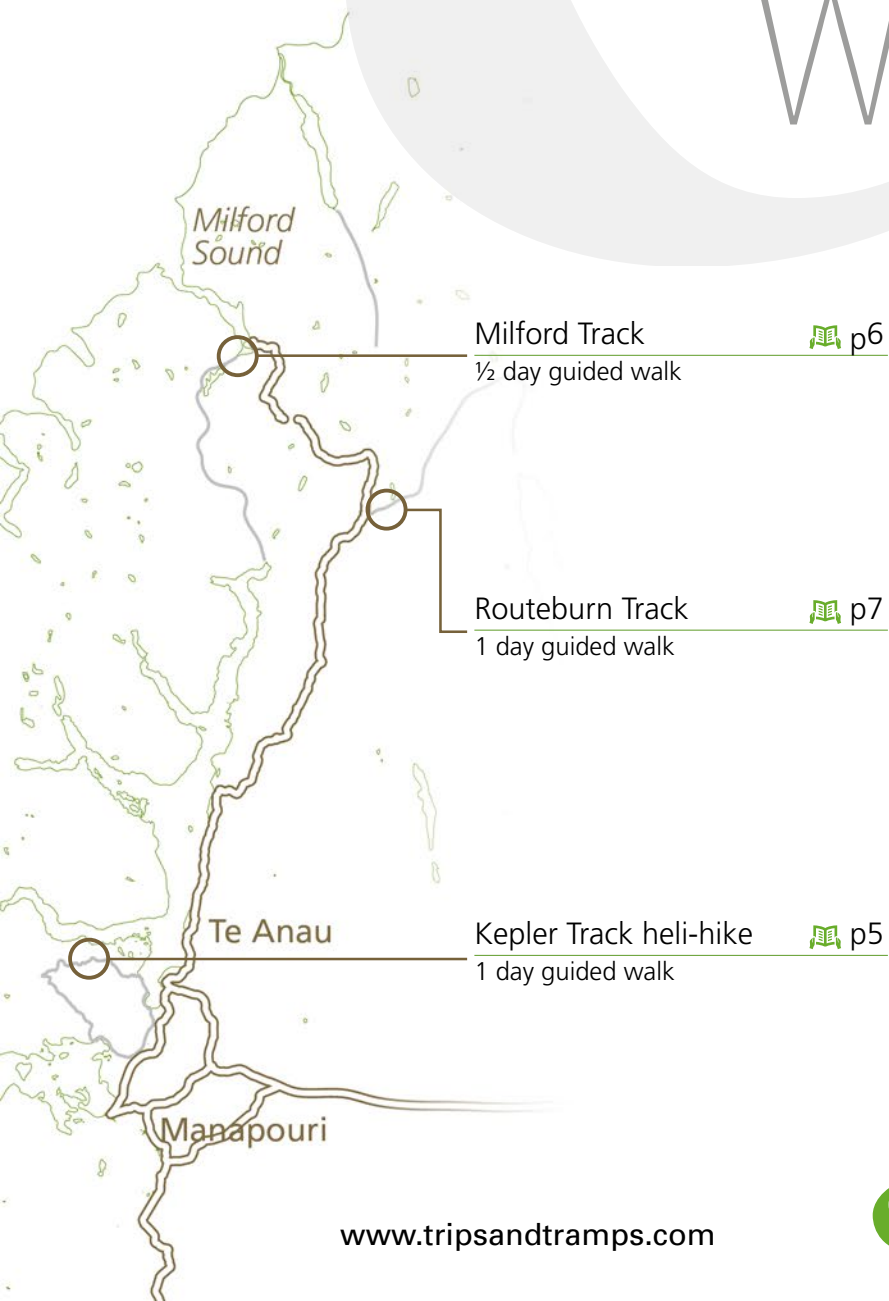 W
Milford
Sound
Milford Track p6
½ day guided walk
Routeburn Track p7
1 day guided walk
Te Anau
Kepler Track heli-hike p5
1 day guided walk
Manapouri
www.tripsandtramps.com